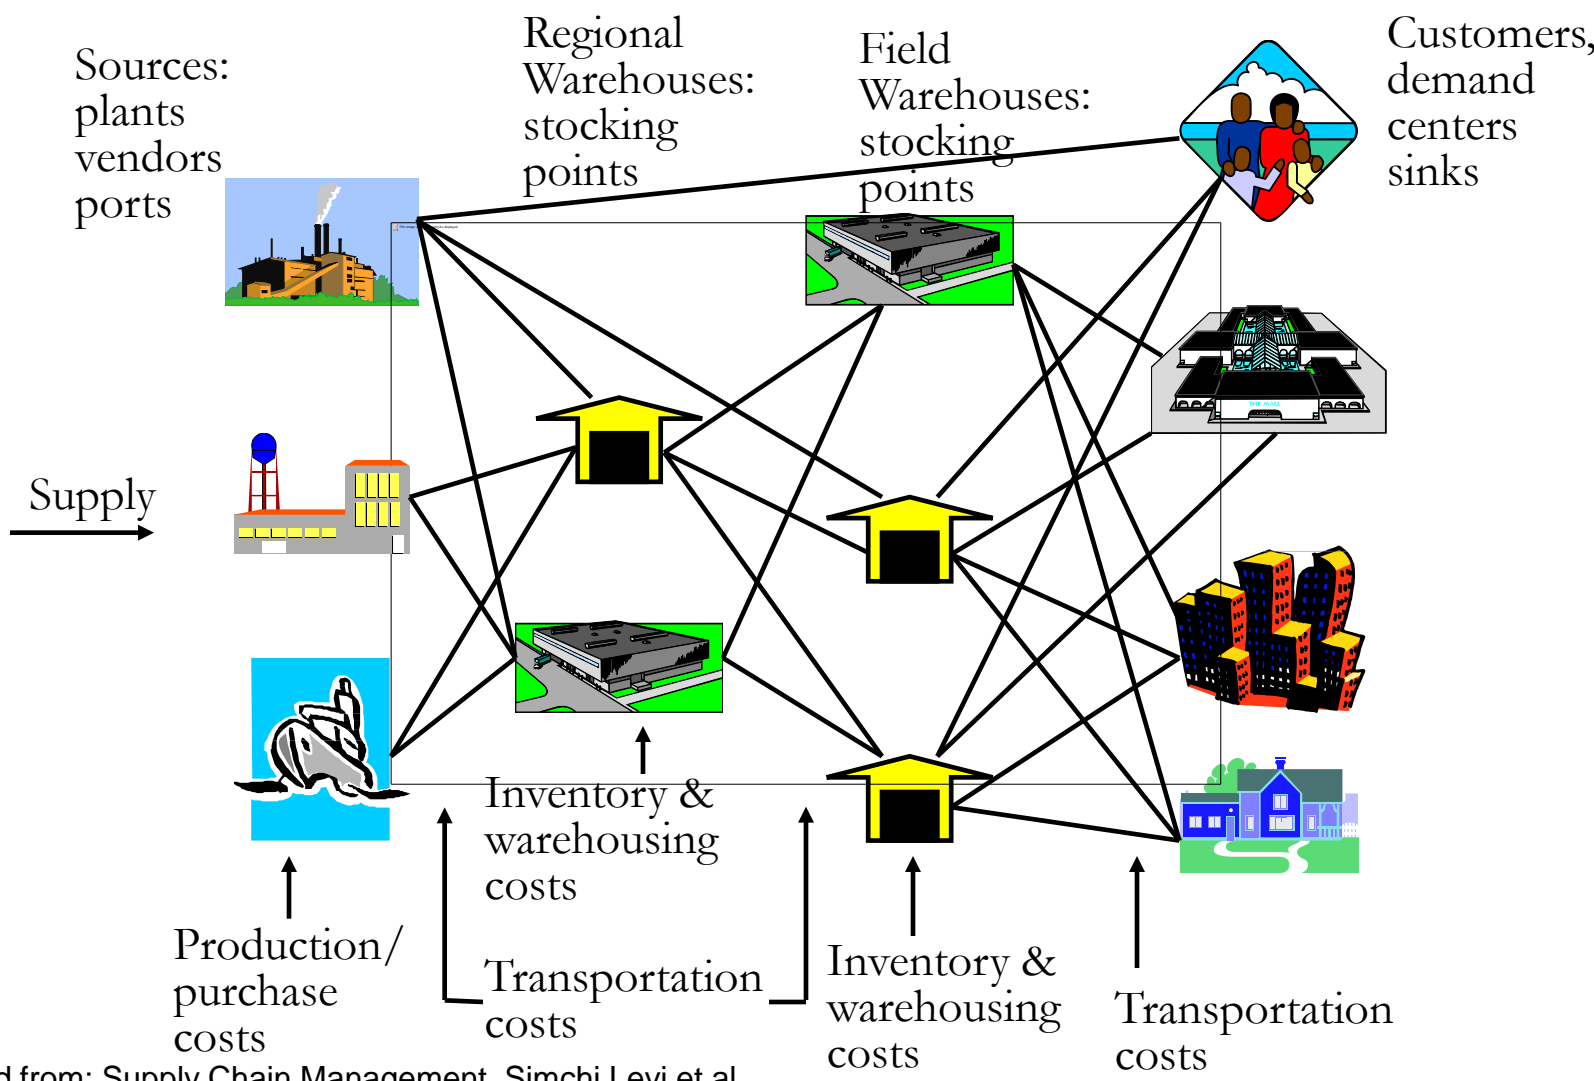 Sources:
plants
vendors
ports
Regional
Warehouses:
stocking
points
Field
Warehouses:
stocking
points
Customers,
demand
centers
sinks
Supply
THE MALL
Inventory &
warehousing
costs
Production/
purchase
costs
Transportation
costs
Inventory &
warehousing
costs
Transportation
costs
from: Supply Chain Management, Simchi Levi et al